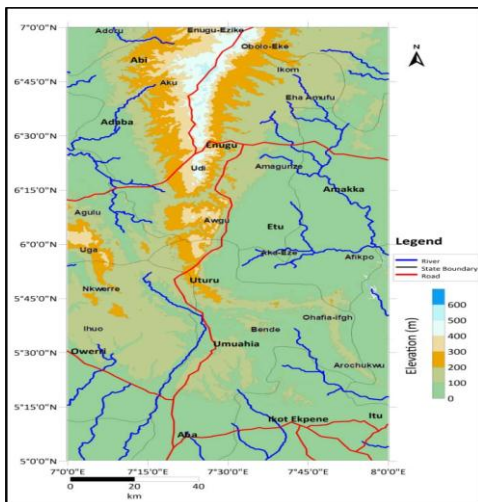 7°0'0"N
Adoru
Enugu-Ezike
Obolo-Eke
Abi
Ikom
6°45'0"N
Aku
Eha Amufu
Adaba
6°30'0"N
Enugu
Udi
Amagunze
6°15'0"N
Amakka
Agulu
Awgu
Etu
6°0'0"N
Uga
Ake-Eze
Afikpo
Legend
River
State Boundary
Road
Nkwerre
Uturu
5°45'0"N
Ohafia-ifgh
Ihuo
Bende
Umuahia
Owerri
5°30'0"N
Arochukwu
5°15'0"N
Ikot Ekpene
Itu
Aba
5°0'0"N
7°0'0"E
7°15'0"E
7°30'0"E
7°45'0"E
8°0'0"E
0
20
40
km
N
Elevation (m)
600
500
400
300
200
100
0